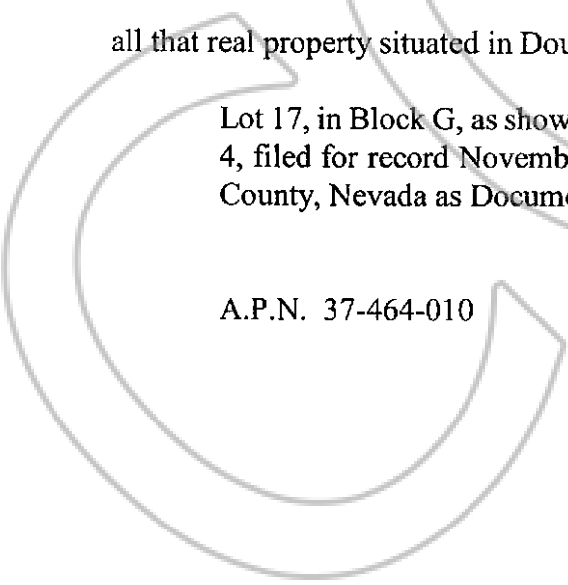 all that real property situated in Dou
Lot 17, in Block G, as show
4, filed for record Novemb
County, Nevada as Docume
A.P.N. 37-464-010